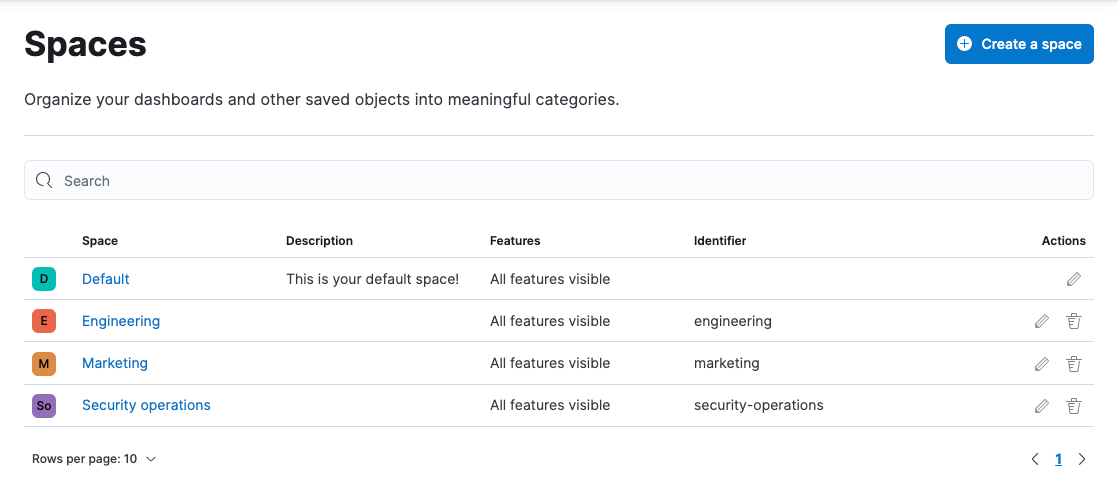 Spaces
Create a space
Organize your dashboards and other saved objects into meaningful categories.
Search
Space Description Features Identifier Actions
D Default This is your default space! All features visible
E Engineering All features visible engineering
M Marketing All features visible marketing
So Security operations All features visible security-operations
Rows per page: 10 1